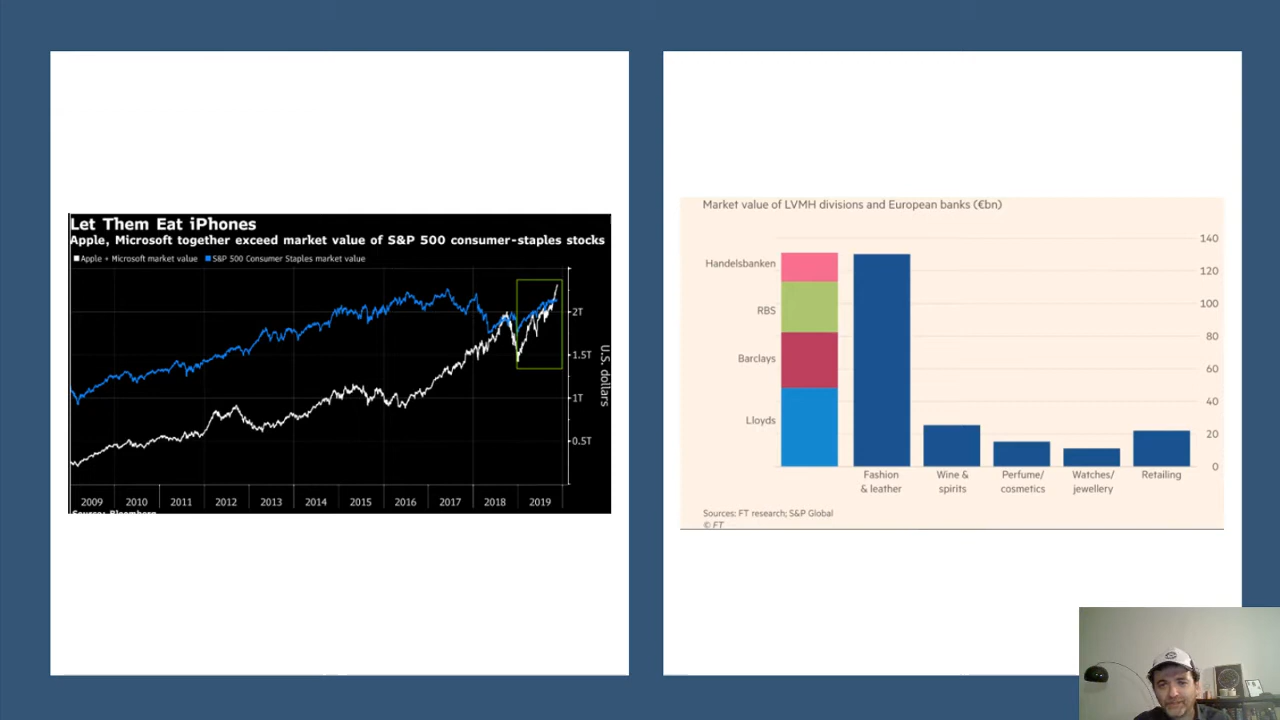 Let Them Eat iPhones
Apple, Microsoft together exceed market value of S&P 500 consumer-staples stocks
Apple + Microsoft market value S&P 500 Consumer Staples market value
2T
1.5T
1T
0.5T
U.S. dollars
2009 2010 2011 2012 2013 2014 2015 2016 2017 2018 2019
Source: Bloomberg
Market value of LVMH divisions and European banks (€bn)
140
Handelsbanken
120
RBS
100
80
Barclays
60
Lloyds
40
20
0
Fashion & leather
Wine & spirits
Perfume/ cosmetics
Watches/ jewellery
Retailing
Sources: FT research; S&P Global
© FT